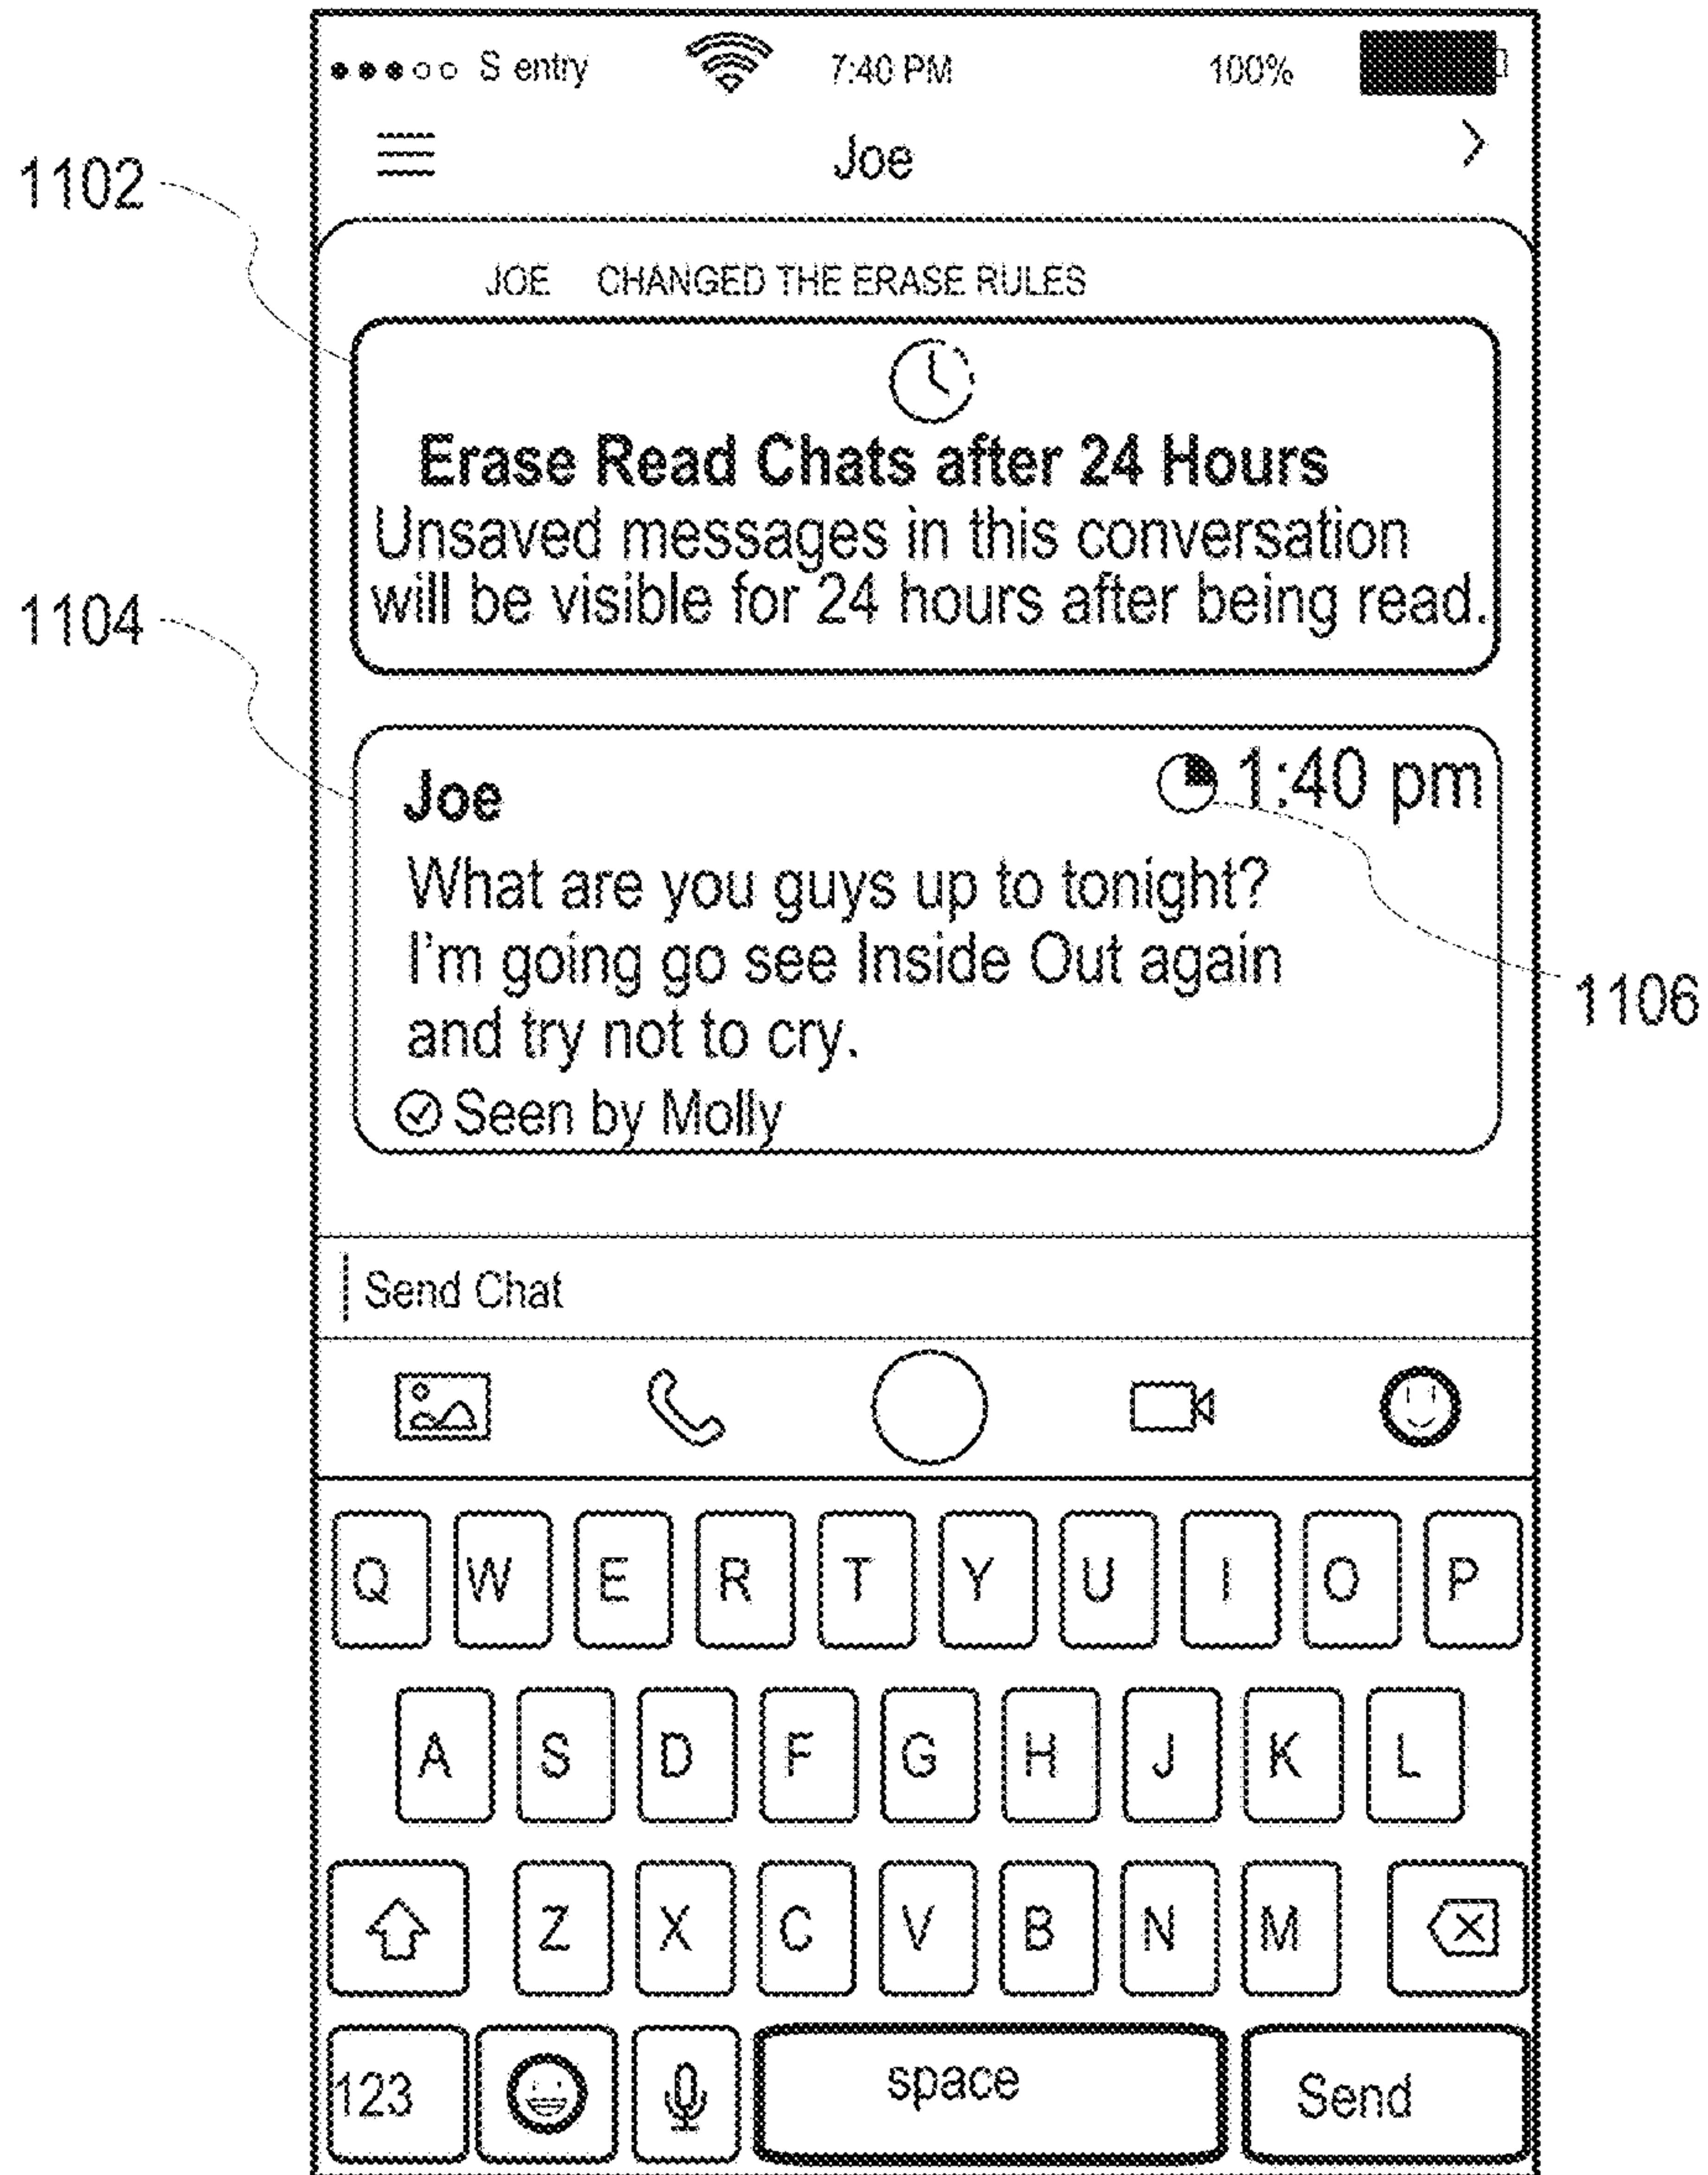 S entry 7:40 PM 100%
Joe
1102
JOE CHANGED THE ERASE RULES
Erase Read Chats after 24 Hours
Unsaved messages in this conversation
will be visible for 24 hours after being read.
1104
Joe 1:40 pm
What are you guys up to tonight?
I'm going go see Inside Out again
and try not to cry.
1106
Seen by Molly
Send Chat
Q W E R T Y U I O P
A S D F G H J K L
Z X C V B N M
123 space Send